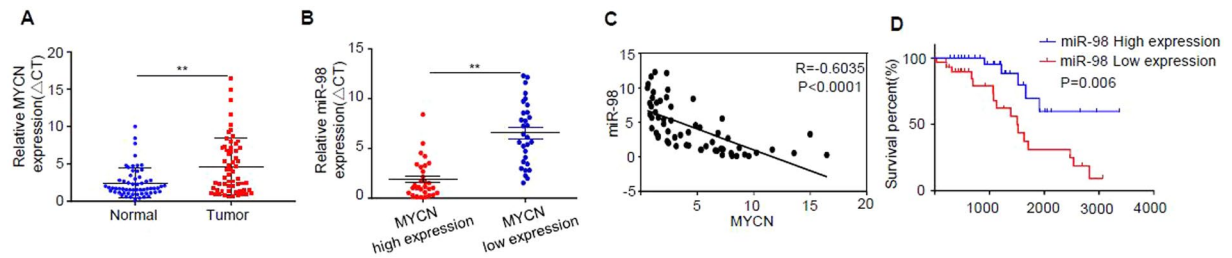 A
Relative MYCN
expression(△CT)
20
15
10
5
0
**
Normal
Tumor
B
Relative miR-98
expression(△CT)
20
15
10
5
0
**
MYCN
high expression
MYCN
low expression
C
miR-98
15
10
5
0
-5
R=-0.6035
P<0.0001
5
10
15
20
MYCN
D
Survival percent(%)
100
50
0
miR-98 High expression
miR-98 Low expression
P=0.006
1000
2000
3000
4000